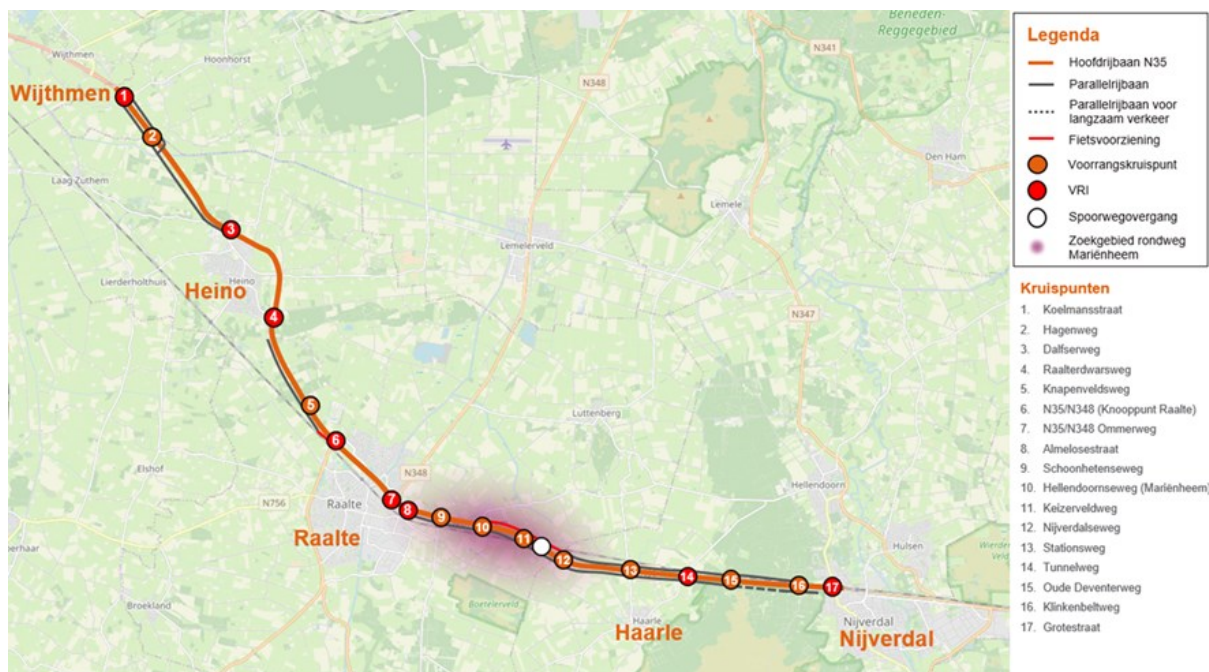 Wijthmen
Hoonhorst
Beneden-
Reggegebied
N341
N348
Wijthmen
1
2
Laag Zuthem
Den Ham
Lemele
3
Lemelerveld
Heino
Lierderholthuis
Heino
4
N347
5
Luttenberg
6
N348
Elshof
N756
Raalte
7
8
9
10
11
12
Hellendoorn
Raalte
Hulsen
13
14
15
16
17
Broekland
Boetelerveld
Haarle
Haarle
Nijverdal
Nijverdal
Legenda
Hoofdrijbaan N35
Parallelrijbaan
Parallelrijbaan voor
langzaam verkeer
Fietsvoorziening
Voorrangskruispunt
VRI
Spoorwegovergang
Zoekgebied rondweg
Mariënheem
Kruispunten
1. Koelmansstraat
2. Hagenweg
3. Dalfserweg
4. Raalterdwarsweg
5. Knapenveldsweg
6. N35/N348 (Knooppunt Raalte)
7. N35/N348 Ommerweg
8. Almelosestraat
9. Schoonhetenseweg
10. Hellendoornseweg (Mariënheem)
11. Keizerveldweg
12. Nijverdalseweg
13. Stationsweg
14. Tunnelweg
15. Oude Deventerweg
16. Klinkenbeltweg
17. Grotestraat